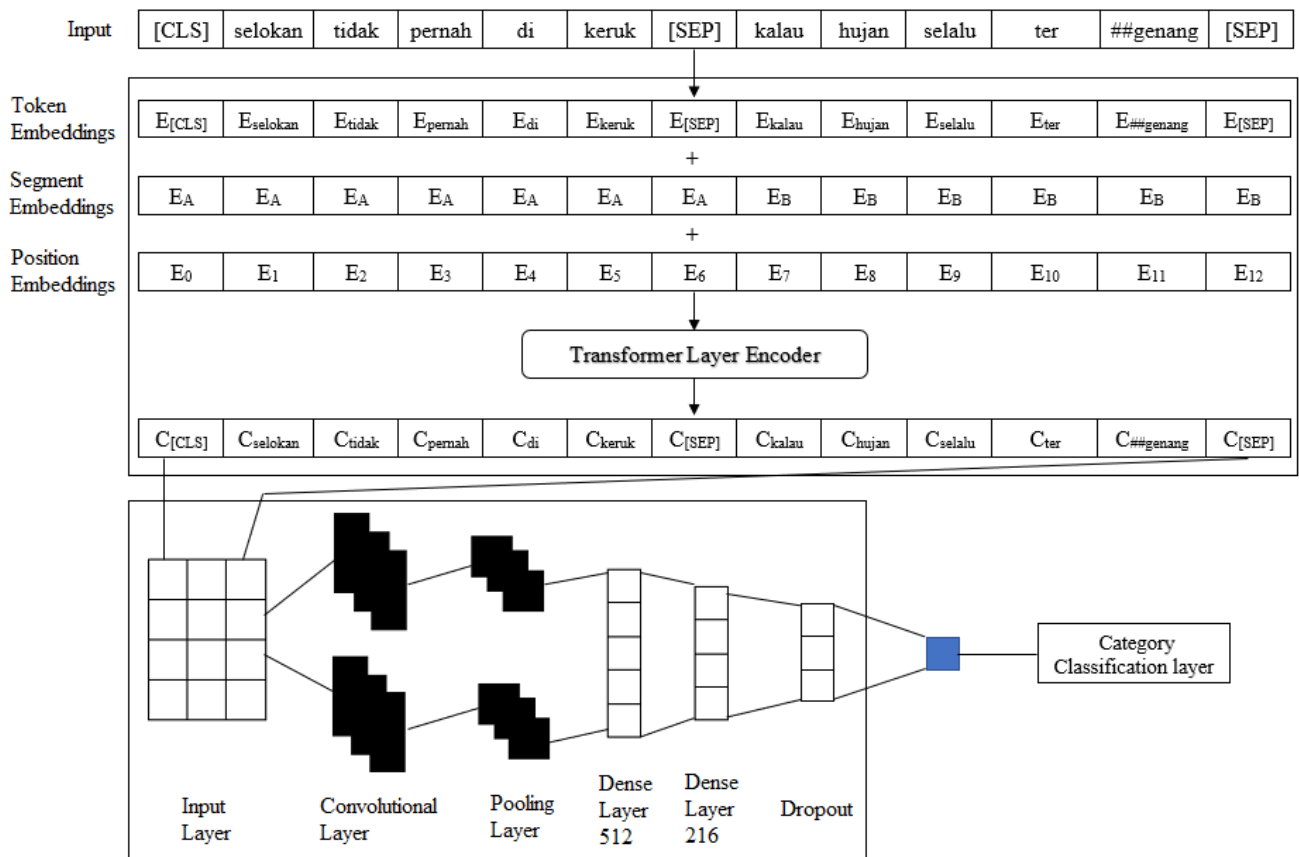 Input [CLS] selokan tidak pernah di keruk [SEP] kalau hujan selalu ter ##genang [SEP]
Token
Embeddings
E[CLS] Eselokan Etidak Epernah Edi Ekeruk E[SEP] Ekalau Ehujan Eselalu Eter E##genang E[SEP]
+
Segment
Embeddings
EA EA EA EA EA EA EA EB EB EB EB EB EB
+
Position
Embeddings
E0 E1 E2 E3 E4 E5 E6 E7 E8 E9 E10 E11 E12
Transformer Layer Encoder
C[CLS] Cselokan Ctidak Cpernah Cdi Ckeruk C[SEP] Ckalau Chujan Cselalu Cter C##genang C[SEP]
Category
Classification layer
Input
Layer
Convolutional
Layer
Pooling
Layer
Dense
Layer
512
Dense
Layer
216
Dropout